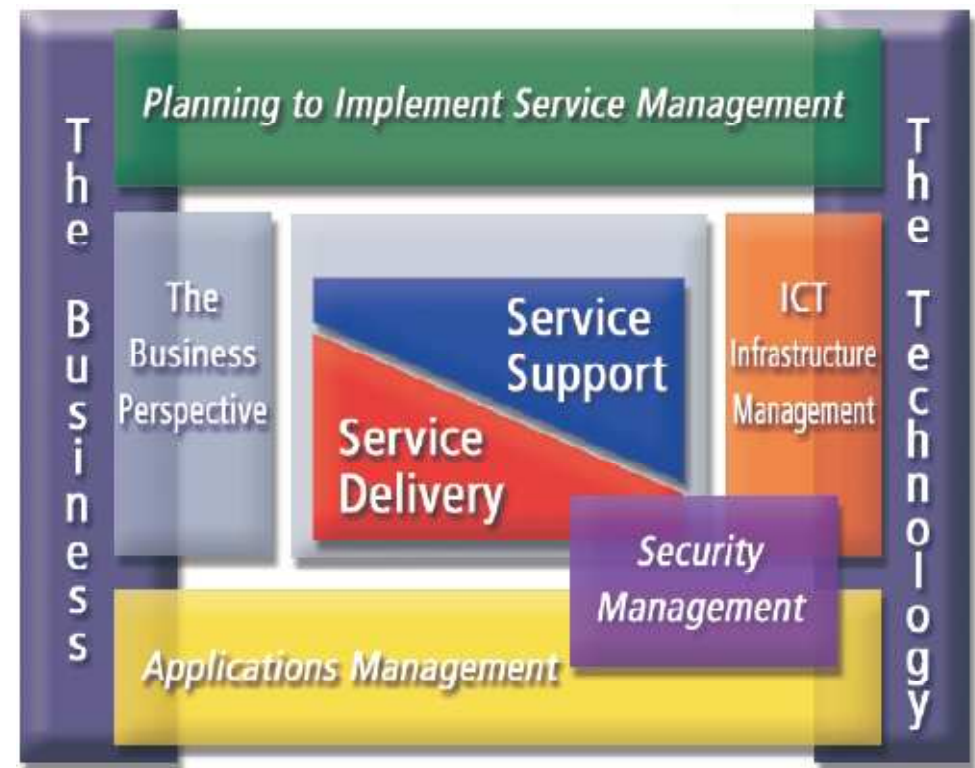 The Business
Planning to Implement Service Management
The
Business
Perspective
Service
Support
Service
Delivery
ICT
Infrastructure
Management
Security
Management
Applications Management
The Technology